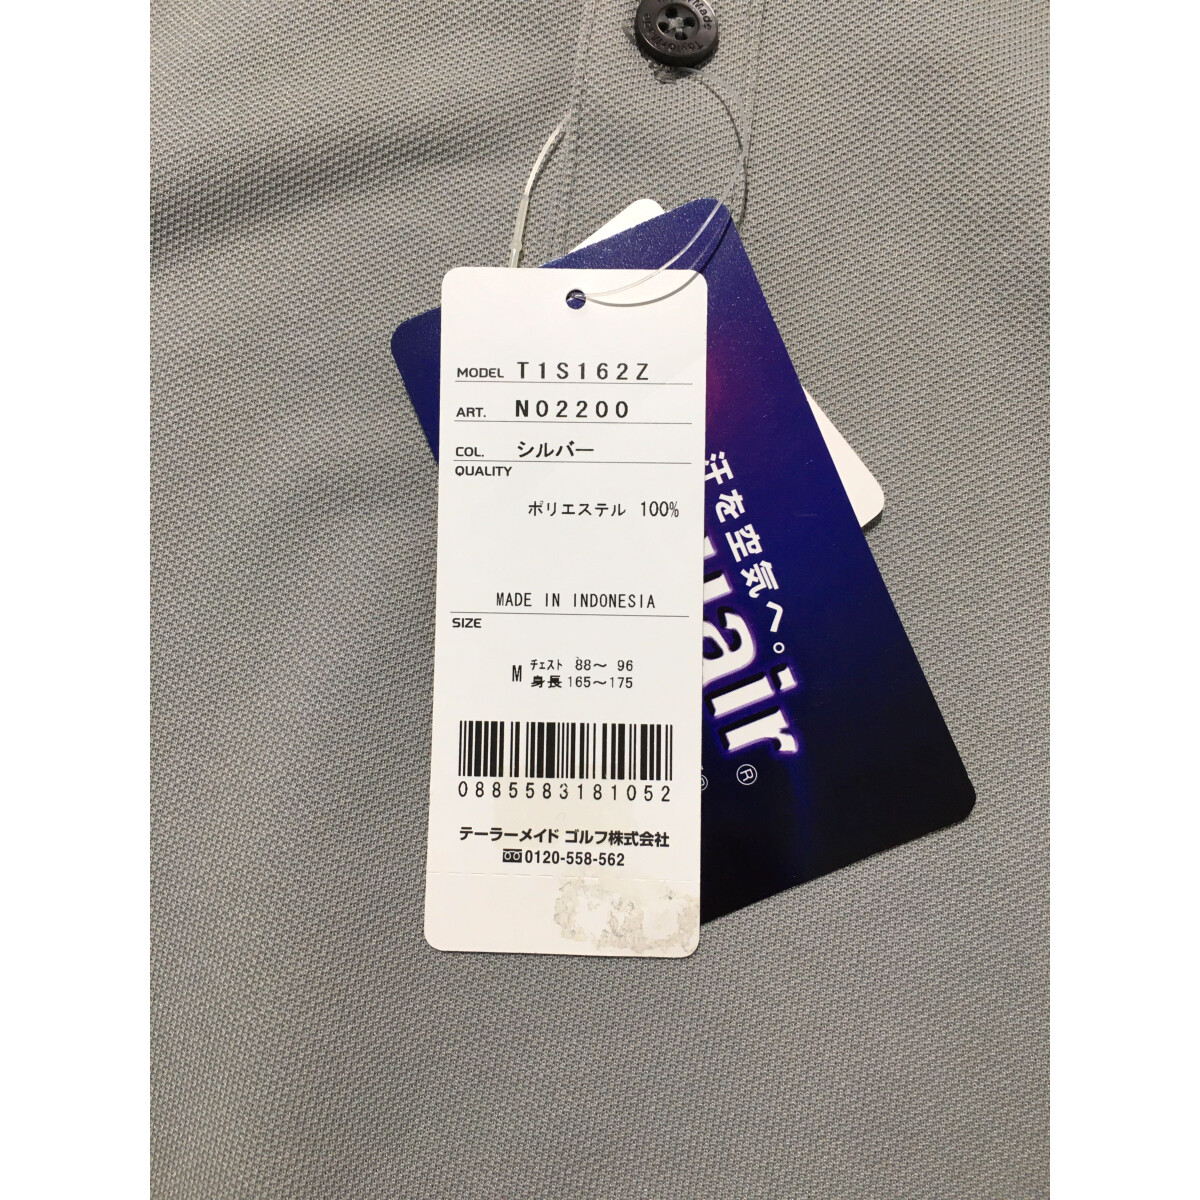 TaylorMade
MODEL T1S162Z
ART. N02200
COL. シルバー
QUALITY
ポリエステル 100%
MADE IN INDONESIA
SIZE
M チェスト 88～ 96
身長 165～175
0885583181052
テーラーメイド ゴルフ株式会社
0120-558-562
汗を空気へ。
air®